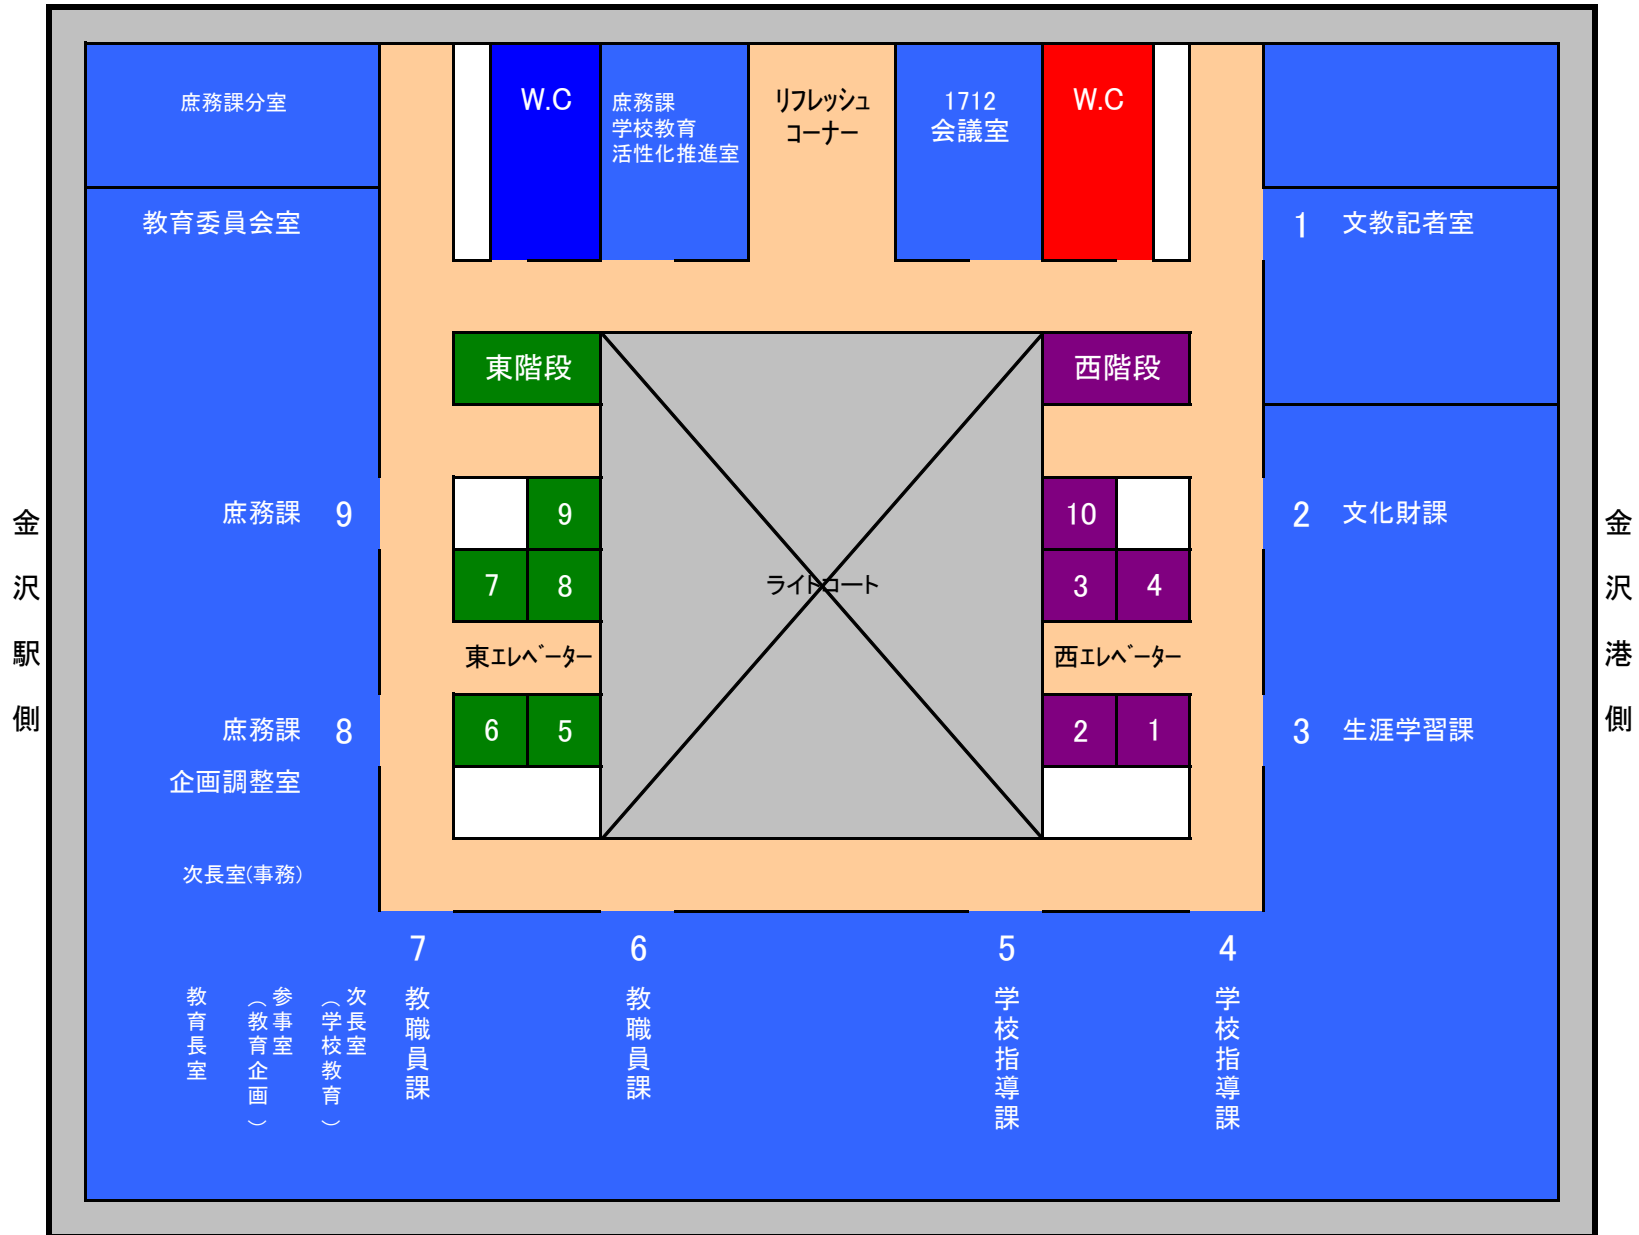 庶務課分室
W.C
庶務課
学校教育
活性化推進室
リフレッシュ
コーナー
1712
会議室
W.C
教育委員会室
1 文教記者室
東階段
西階段
庶務課 9
9
10
2 文化財課
7 8
ライトコート
3 4
東エレベーター
西エレベーター
庶務課 8
6 5
2 1
3 生涯学習課
企画調整室
次長室(事務)
金沢駅側
金沢港側
7
教職員課
6
教職員課
5
学校指導課
4
学校指導課
次長室
（学校教育）
参事室
（教育企画）
教育長室